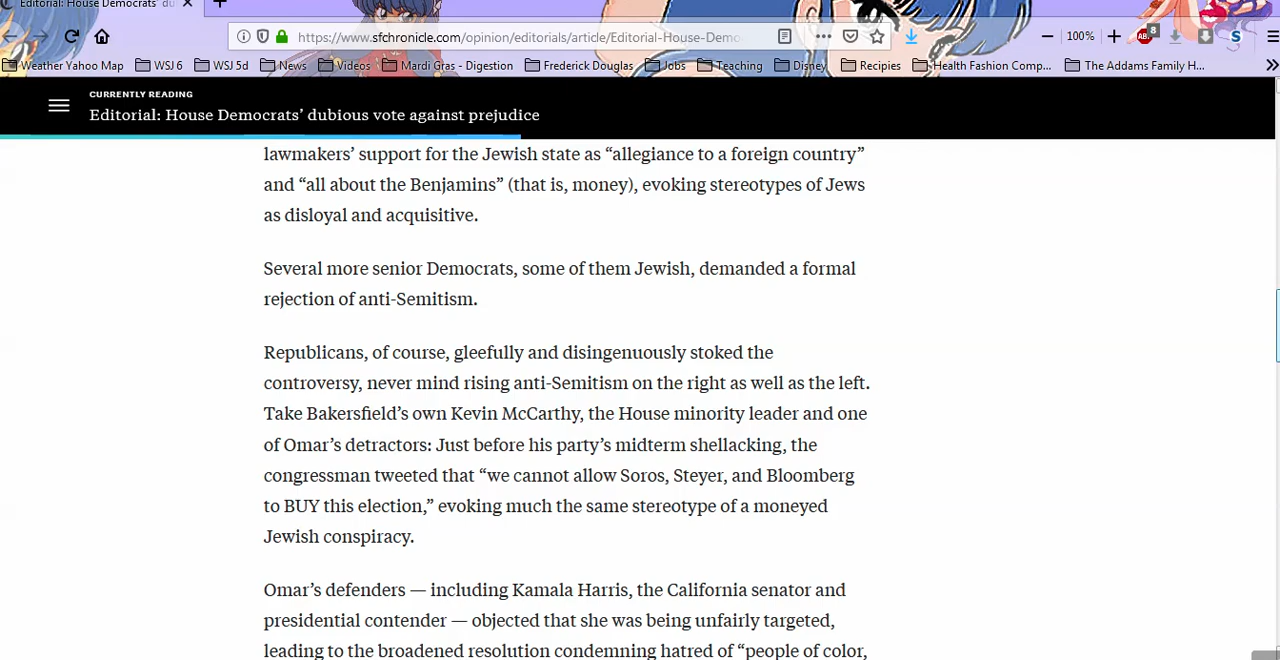 Editorial: House Democrats' du
https://www.sfchronicle.com/opinion/editorials/article/Editorial-House-Demo
100%
8
S
Weather Yahoo Map WSJ 6 WSJ 5d News Videos Mardi Gras - Digestion Frederick Douglas Jobs Teaching Disney Recipies Health Fashion Comp... The Addams Family H...
CURRENTLY READING
Editorial: House Democrats’ dubious vote against prejudice
lawmakers’ support for the Jewish state as “allegiance to a foreign country”
and “all about the Benjamins” (that is, money), evoking stereotypes of Jews
as disloyal and acquisitive.
Several more senior Democrats, some of them Jewish, demanded a formal
rejection of anti-Semitism.
Republicans, of course, gleefully and disingenuously stoked the
controversy, never mind rising anti-Semitism on the right as well as the left.
Take Bakersfield’s own Kevin McCarthy, the House minority leader and one
of Omar’s detractors: Just before his party’s midterm shellacking, the
congressman tweeted that “we cannot allow Soros, Steyer, and Bloomberg
to BUY this election,” evoking much the same stereotype of a moneyed
Jewish conspiracy.
Omar’s defenders — including Kamala Harris, the California senator and
presidential contender — objected that she was being unfairly targeted,
leading to the broadened resolution condemning hatred of “people of color,